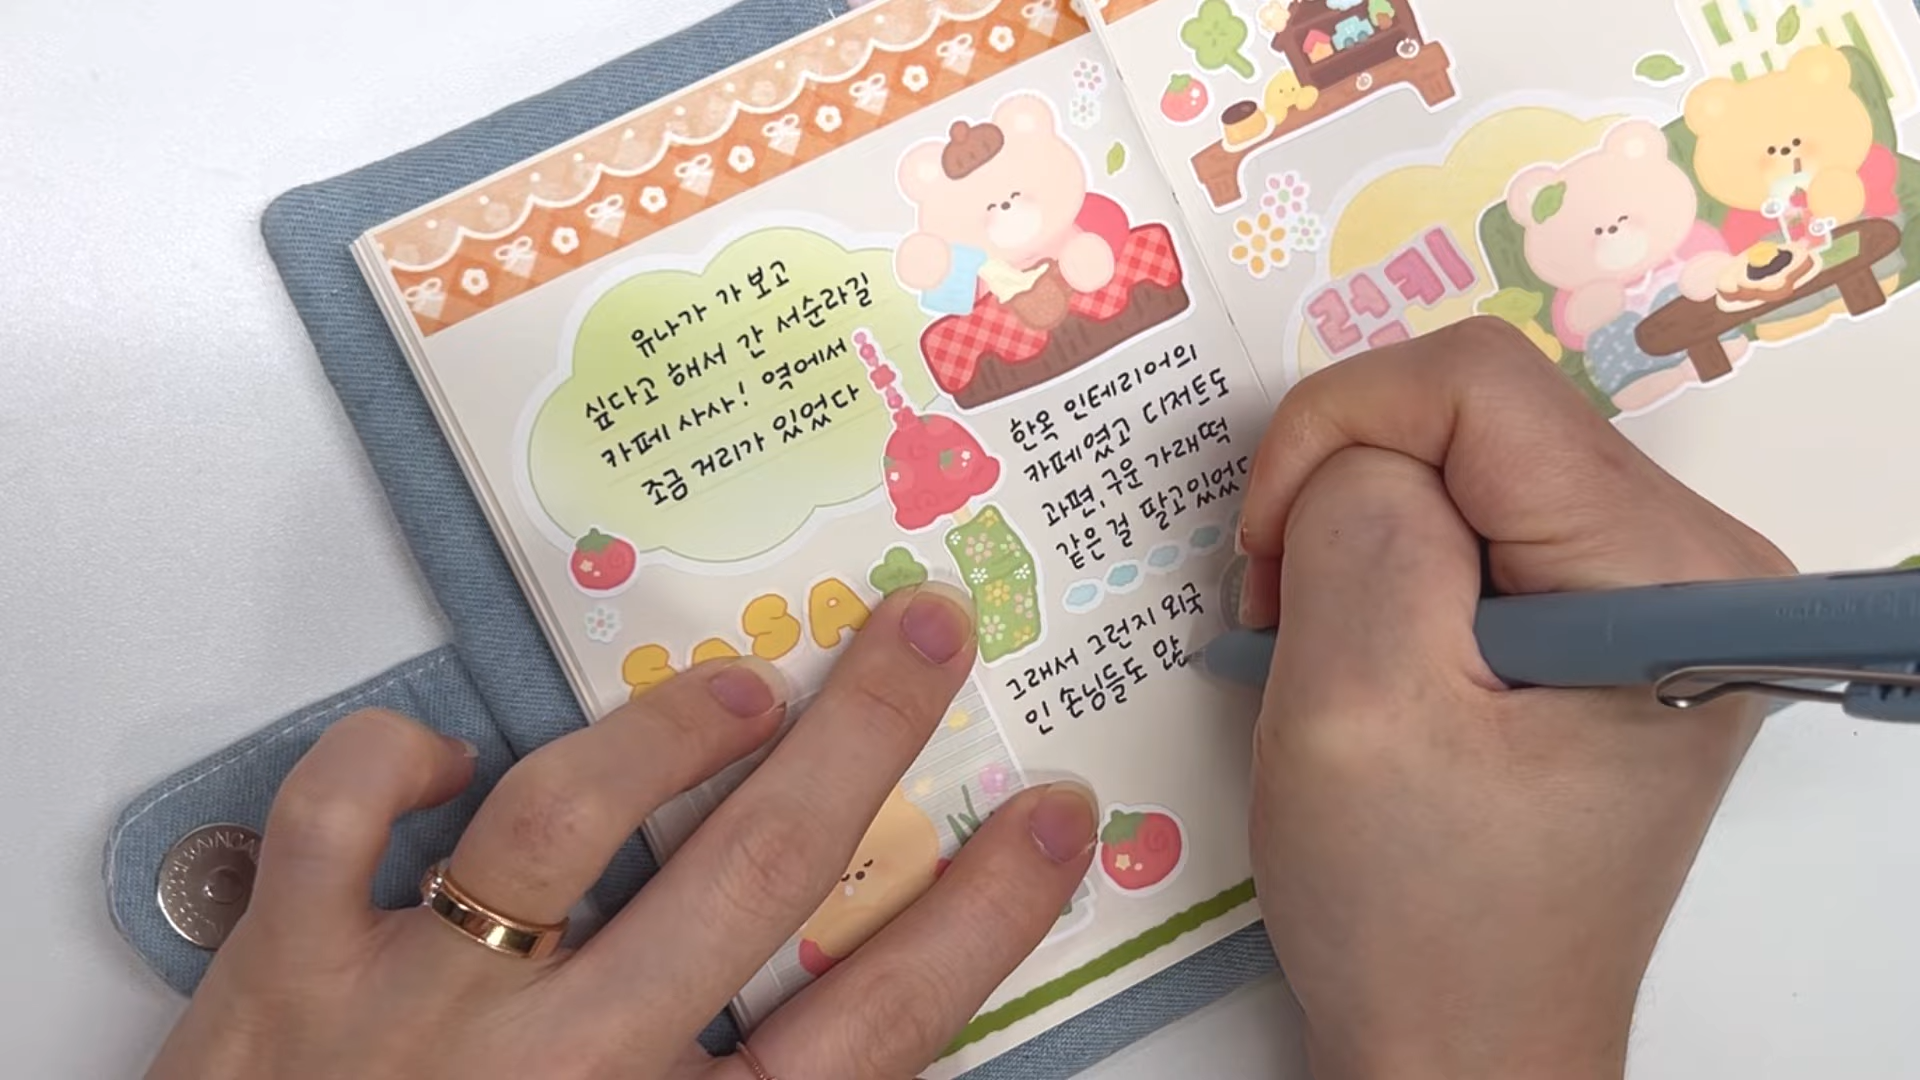 유나가 가 보고
싶다고 해서 간 서순라길
카페 사사! 역에서
조금 거리가 있었다
SASA
한옥 인테리어의
카페였고 디저트도
과편, 구운 가래떡
같은 걸 팔고있었다
그래서 그런지 외국
인 손님들도 많
럭키